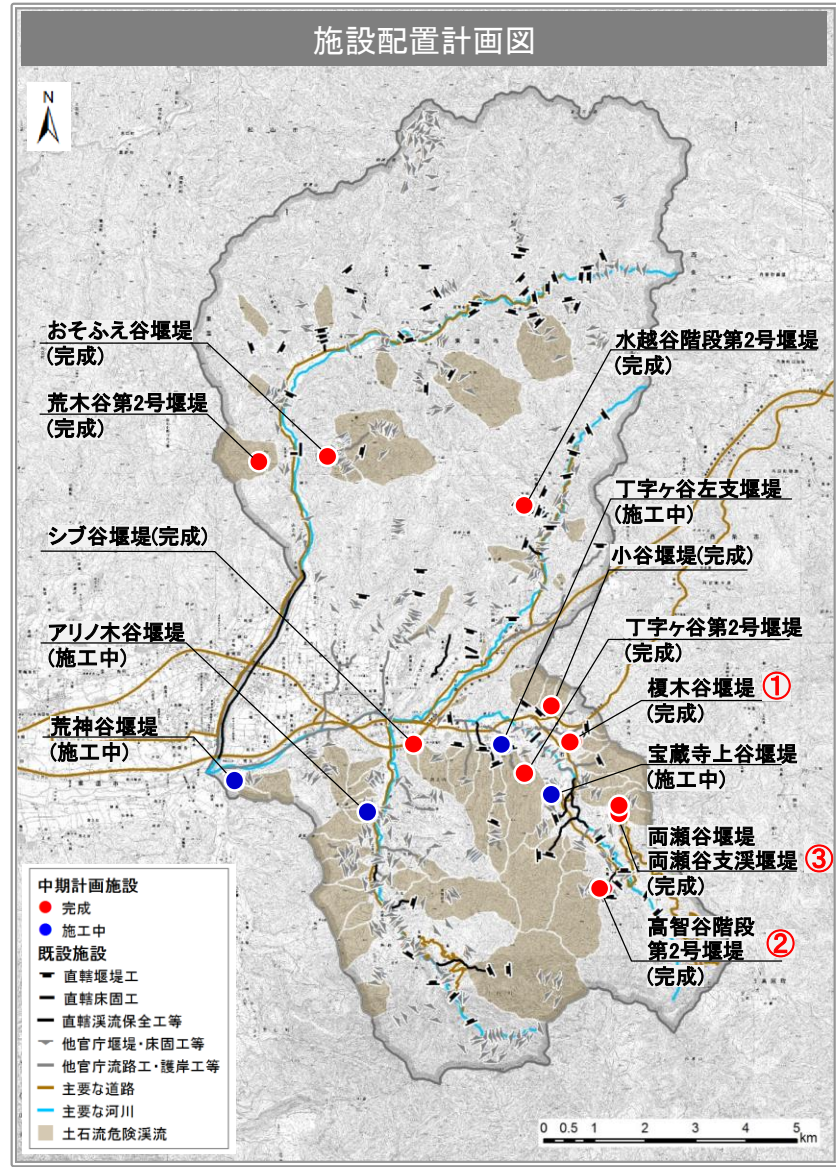 施設配置計画図
N
おそふえ谷堰堤
(完成)
荒木谷第2号堰堤
(完成)
シブ谷堰堤(完成)
アリノ木谷堰堤
(施工中)
荒神谷堰堤
(施工中)
水越谷階段第2号堰堤
(完成)
丁字ヶ谷左支堰堤
(施工中)
小谷堰堤(完成)
丁字ヶ谷第2号堰堤
(完成)
榎木谷堰堤 ①
(完成)
宝蔵寺上谷堰堤
(施工中)
両瀬谷堰堤
両瀬谷支渓堰堤 ③
(完成)
高智谷階段
第2号堰堤 ②
(完成)
中期計画施設
完成
施工中
既設施設
直轄堰堤工
直轄床固工
直轄渓流保全工等
他官庁堰堤・床固工等
他官庁流路工・護岸工等
主要な道路
主要な河川
土石流危険渓流
0 0.5 1 2 3 4 5
km